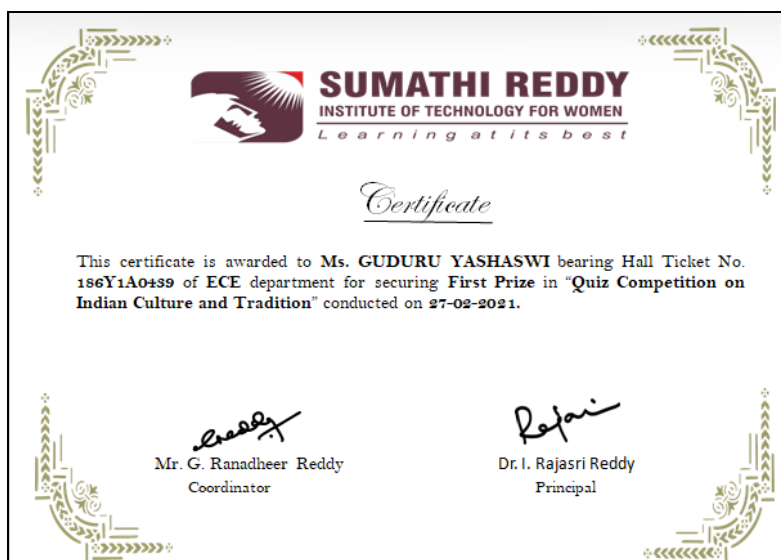 SUMATHI REDDY
INSTITUTE OF TECHNOLOGY FOR WOMEN
Learning at its best
Certificate
This certificate is awarded to Ms. GUDURU YASHASWI bearing Hall Ticket No.
186Y1A0439 of ECE department for securing First Prize in “Quiz Competition on
Indian Culture and Tradition” conducted on 27-02-2021.
Mr. G. Ranadheer Reddy
Coordinator
Dr. I. Rajasri Reddy
Principal